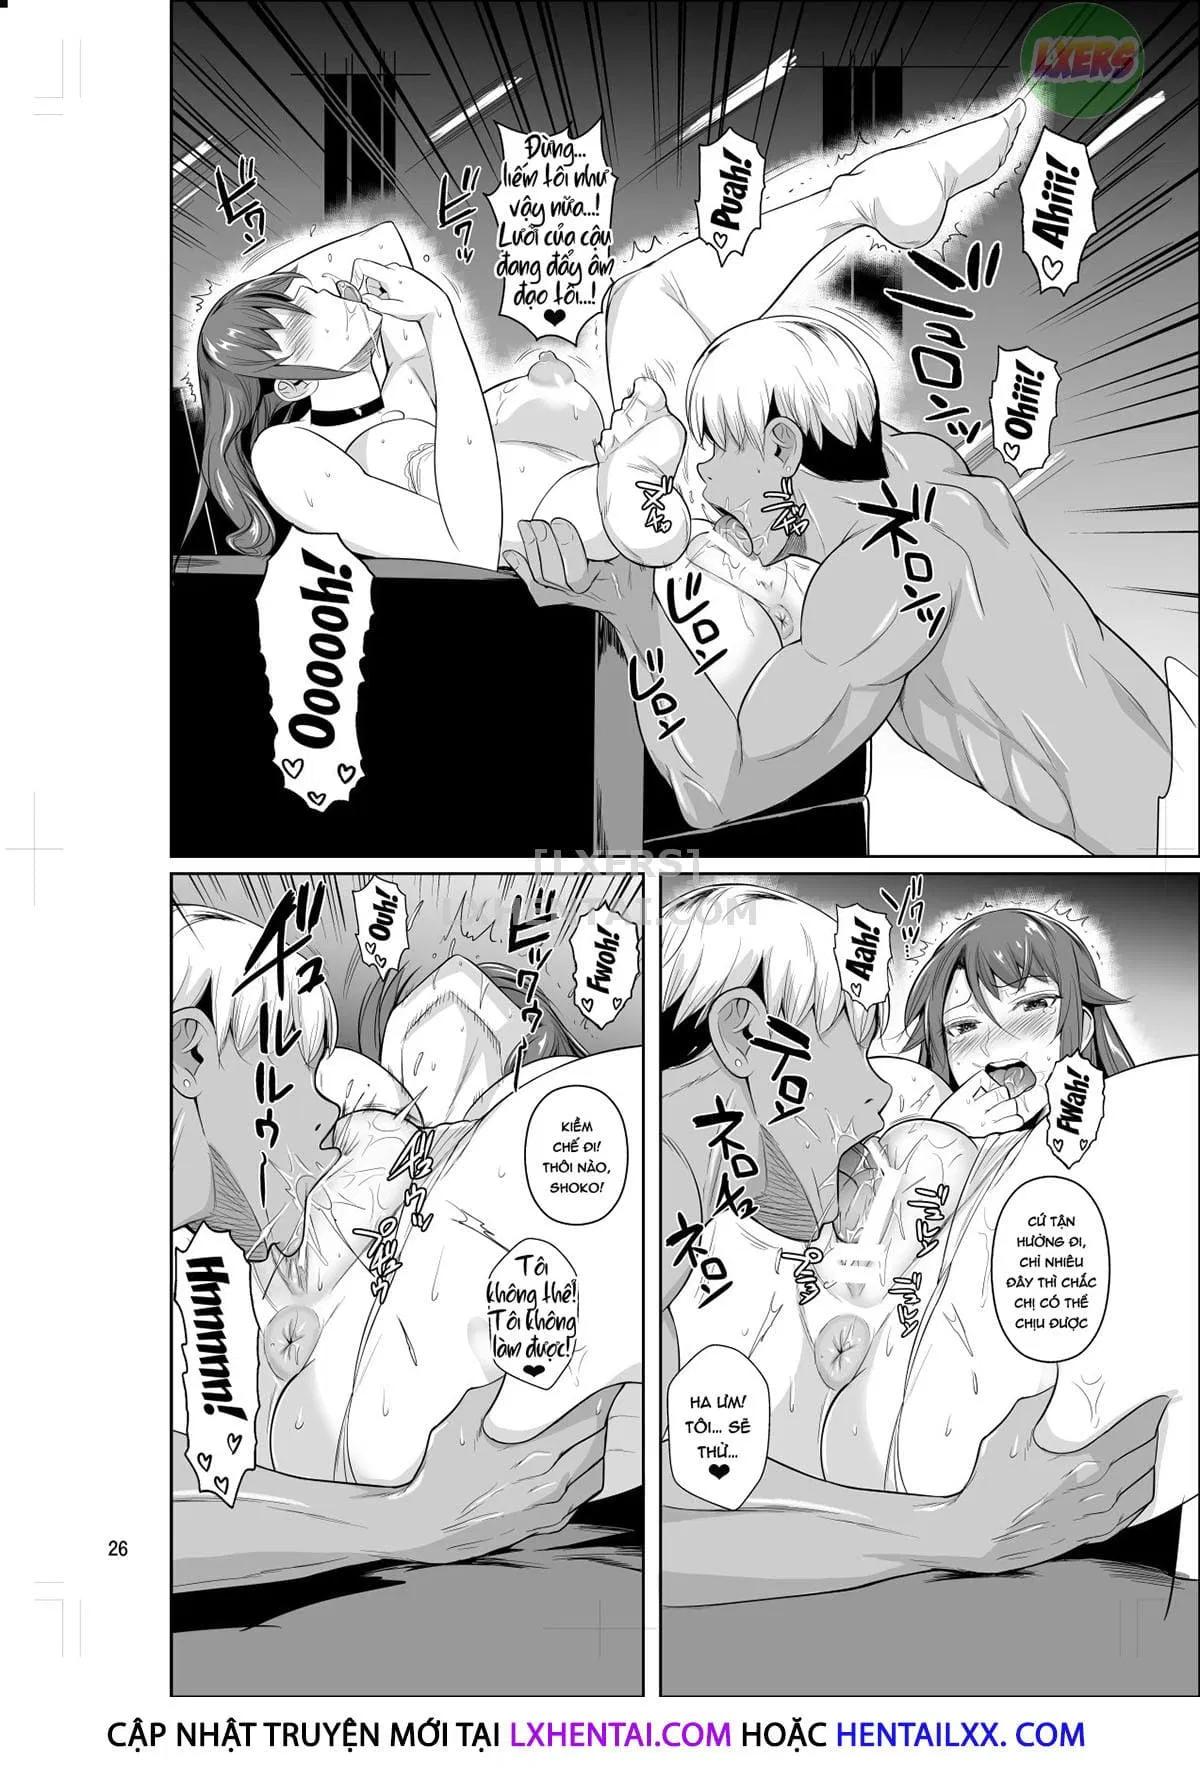 LXERS
Ahiii!
Puah!
Ohiii!
Đừng...
liếm tôi như
vậy nữa...!
Lưỡi của cậu
đang đẩy âm
đạo tôi...!
Ooooooh!
[LXERS]
LXHENTAI.COM
Aah!
FWah!
CỨ TẬN
HƯỞNG ĐI,
CHỈ NHIÊU
ĐÂY THÌ CHẮC
CHỊ CÓ THỂ
CHỊU ĐƯỢC
HA ƯM!
TÔI... SẼ
THỬ...
Ouh!
Fwoh!
KIỀM
CHẾ ĐI!
THÔI NÀO,
SHOKO!
Tôi
không thể!
Tôi không
làm được!
26
CẬP NHẬT TRUYỆN MỚI TẠI LXHENTAI.COM HOẶC HENTAILXX. COM